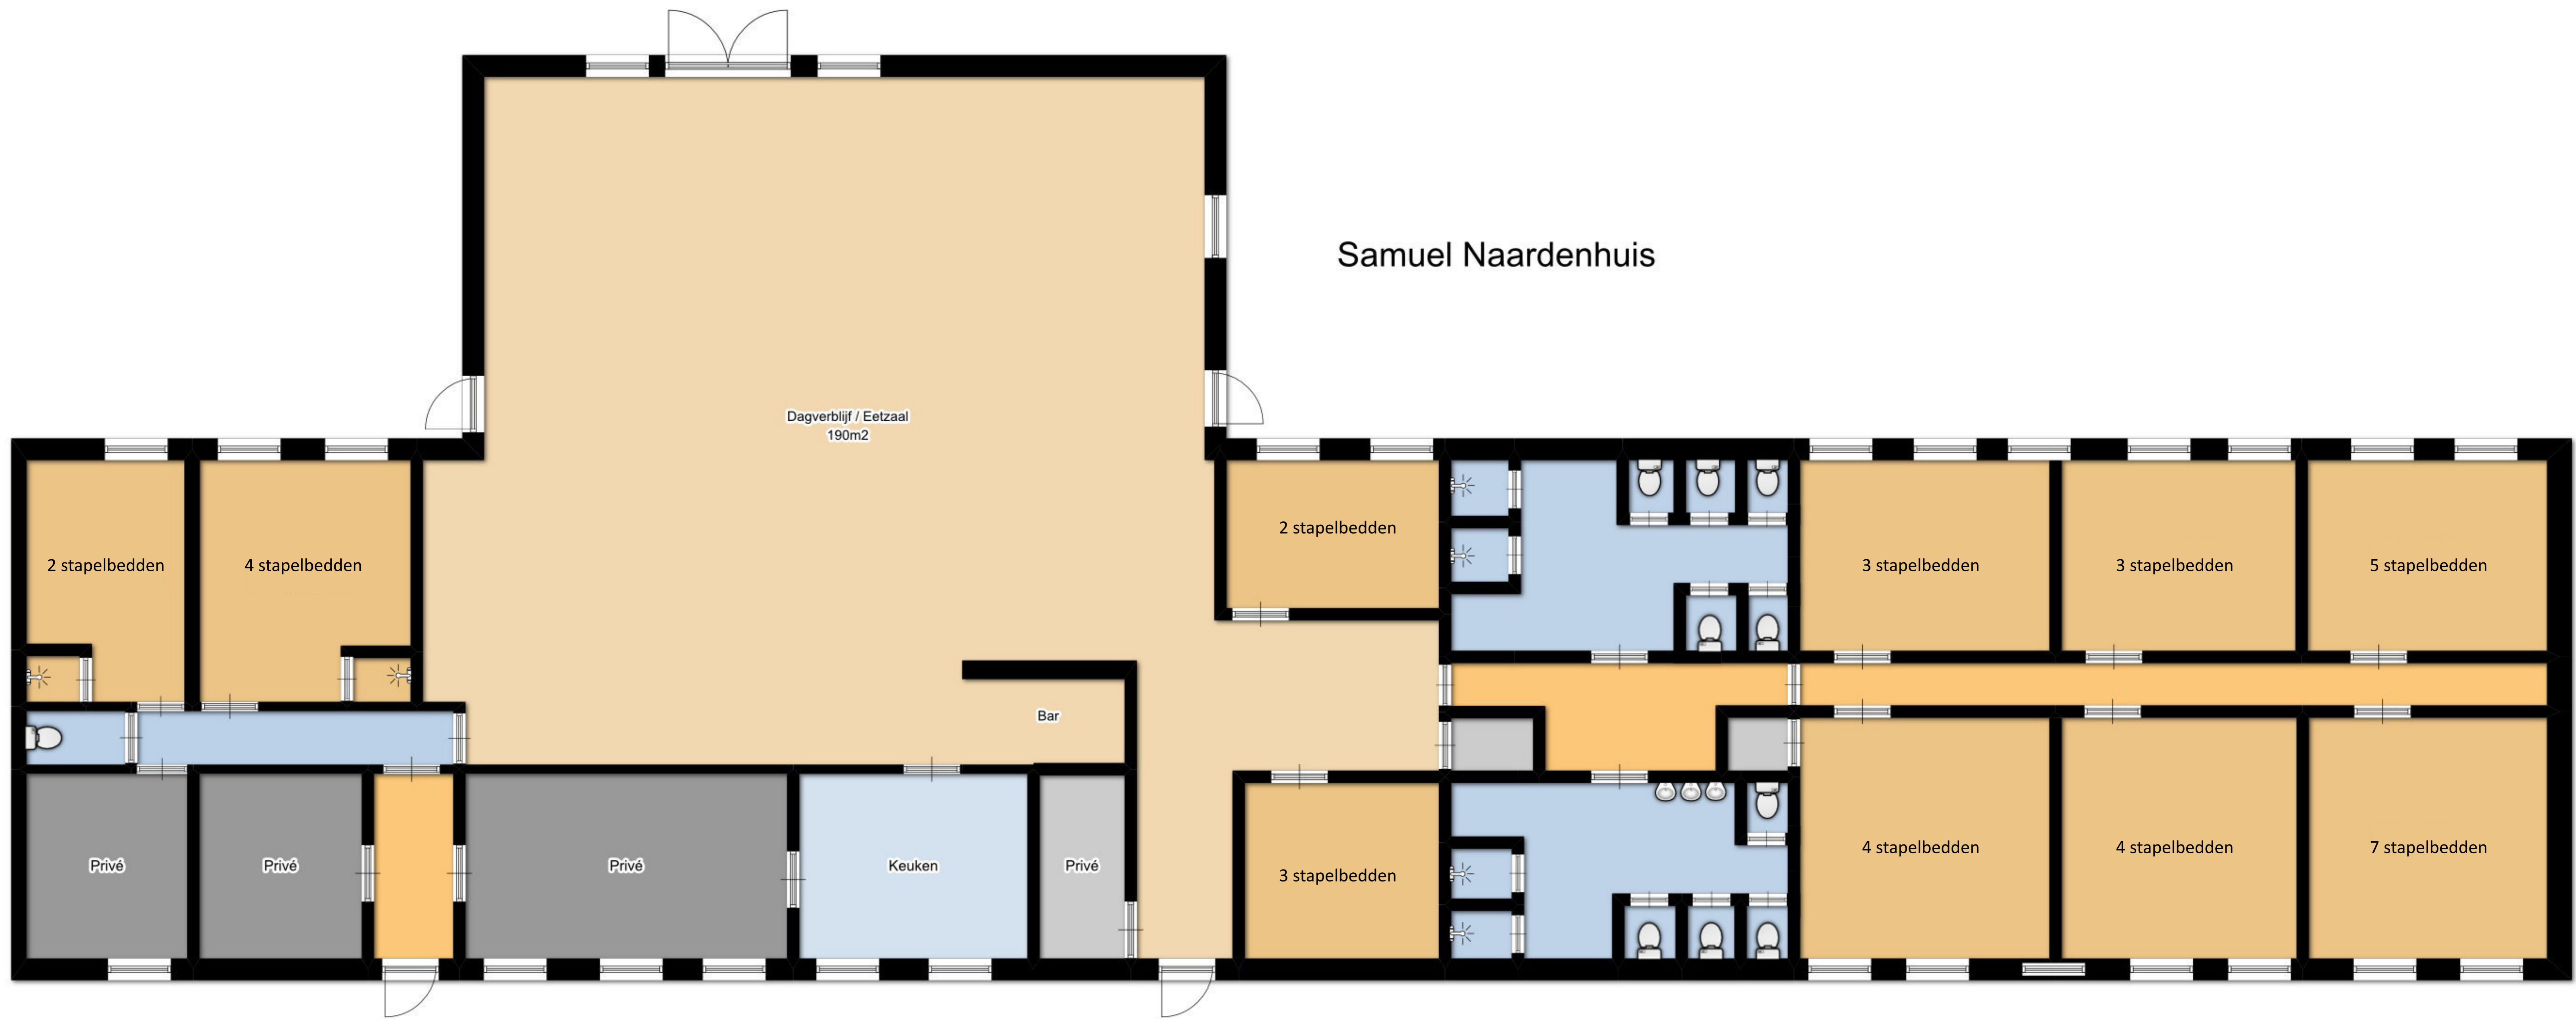 Samuel Naardenhuis
Dagverblijf / Eetzaal
190m2
2 stapelbedden
4 stapelbedden
2 stapelbedden
3 stapelbedden
3 stapelbedden
5 stapelbedden
Bar
Privé
Privé
Privé
Keuken
Privé
3 stapelbedden
4 stapelbedden
4 stapelbedden
7 stapelbedden